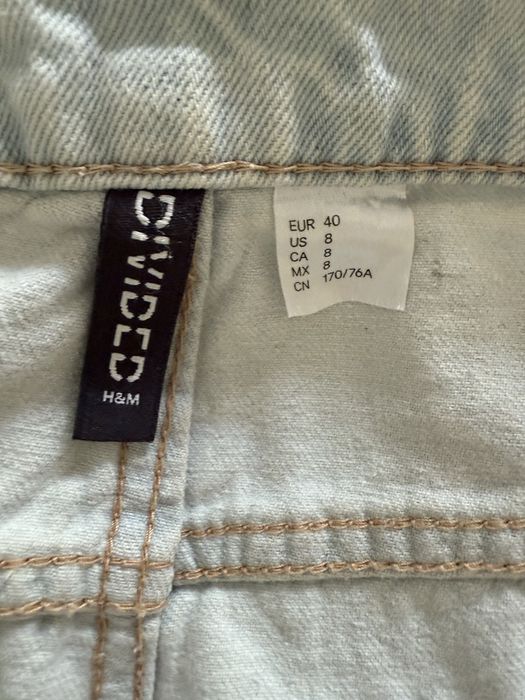 DIVIDED
H&M
EUR 40
US 8
CA 8
MX 8
CN 170/76A